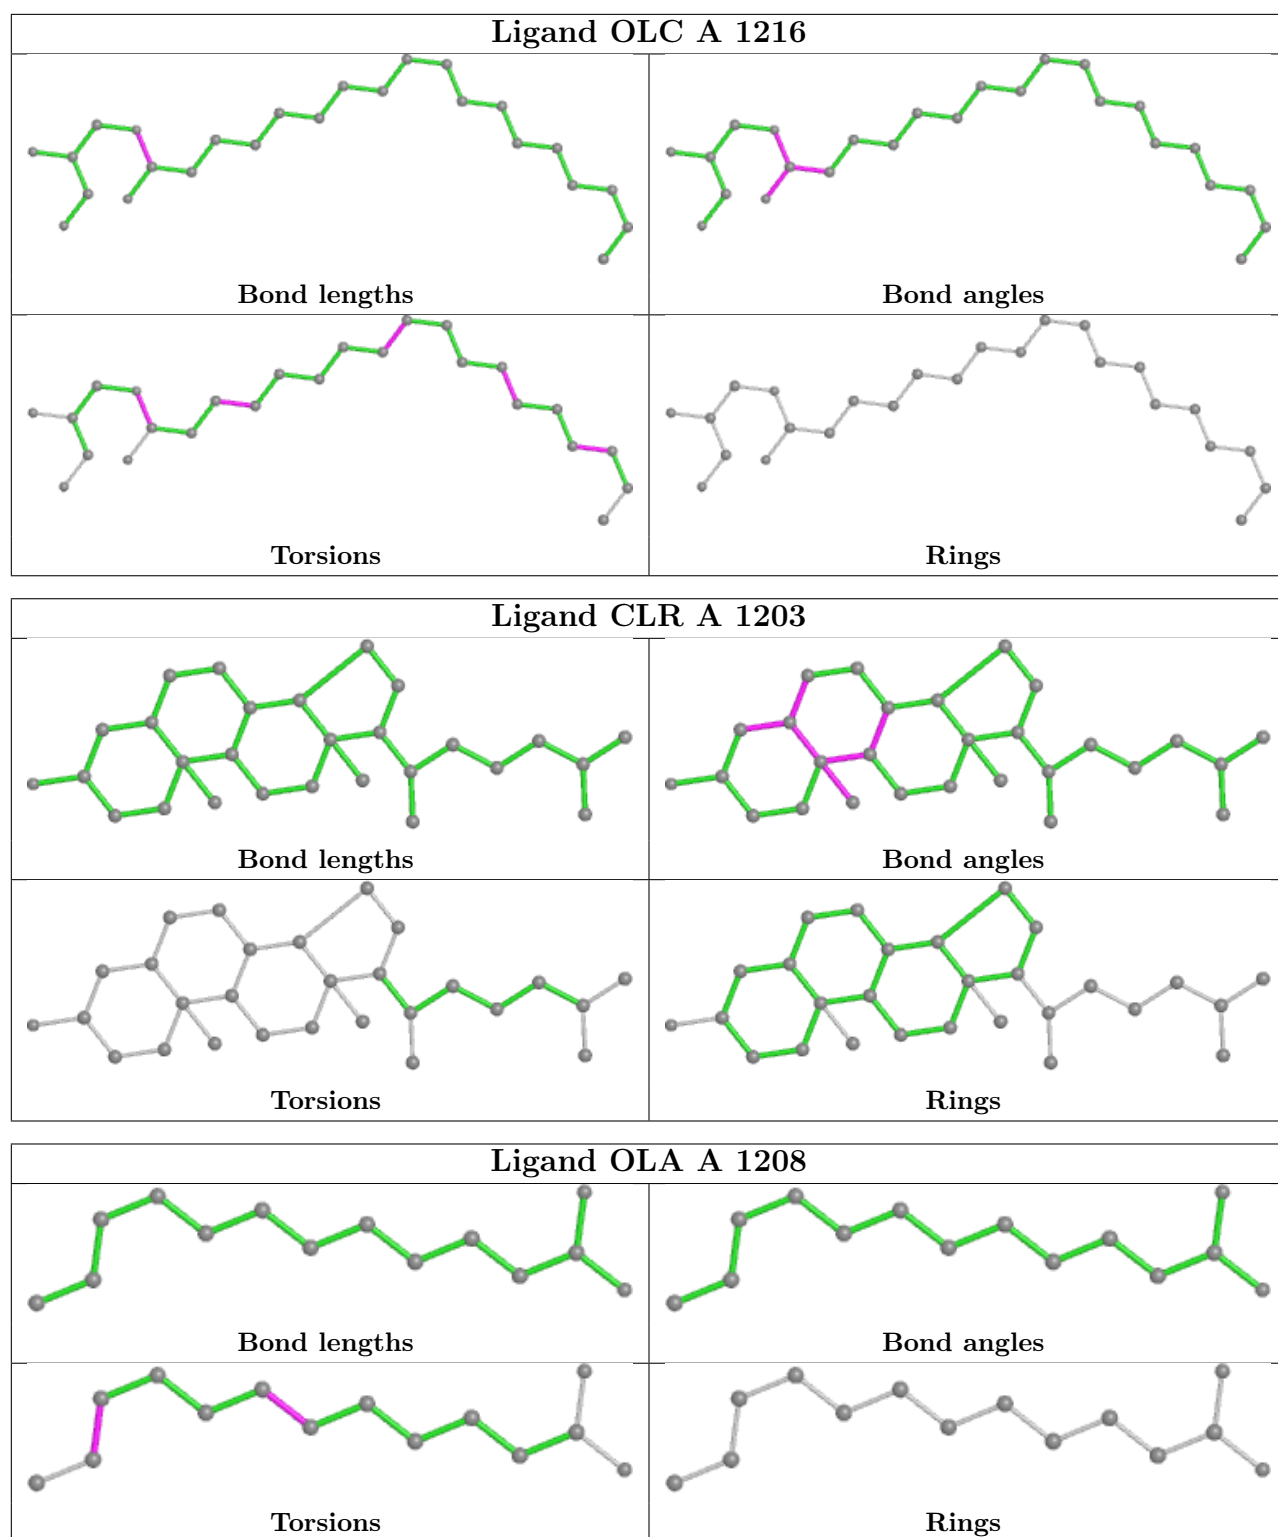 Ligand OLC A 1216
Bond lengths
Bond angles
Torsions
Rings
Ligand CLR A 1203
Bond lengths
Bond angles
Torsions
Rings
Ligand OLA A 1208
Bond lengths
Bond angles
Torsions
Rings